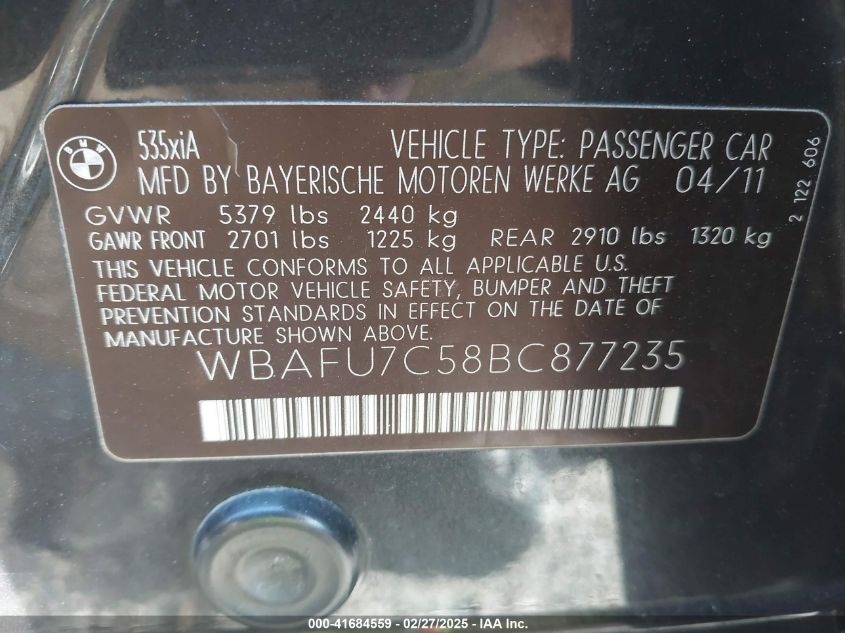 BMW
535xiA VEHICLE TYPE: PASSENGER CAR
MFD BY BAYERISCHE MOTOREN WERKE AG 04/11
GVWR 5379 lbs 2440 kg
GAWR FRONT 2701 lbs 1225 kg REAR 2910 lbs 1320 kg
THIS VEHICLE CONFORMS TO ALL APPLICABLE U.S.
FEDERAL MOTOR VEHICLE SAFETY, BUMPER AND THEFT
PREVENTION STANDARDS IN EFFECT ON THE DATE OF
MANUFACTURE SHOWN ABOVE.
WBAFU7C58BC877235
2 122 606
000-41684559 - 02/27/2025 - IAA Inc.